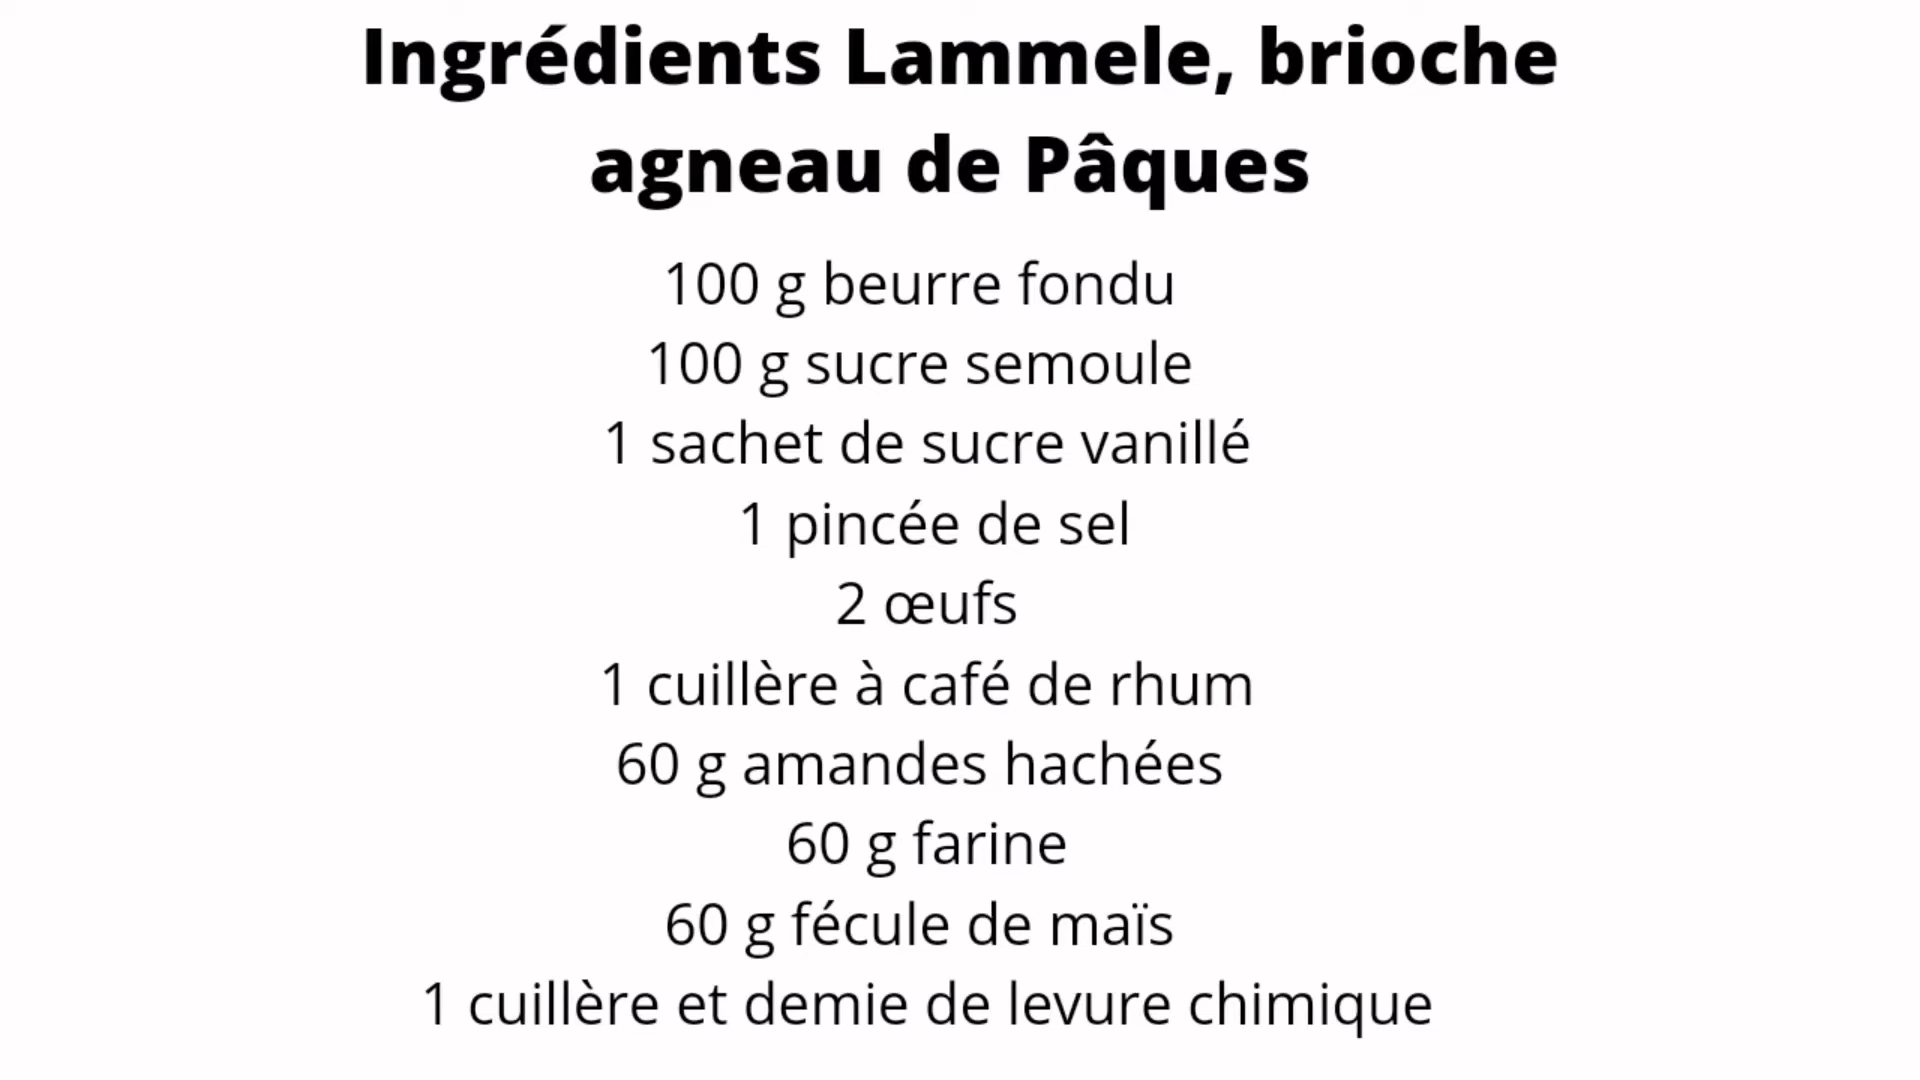 Ingrédients Lammele, brioche
agneau de Pâques
100 g beurre fondu
100 g sucre semoule
1 sachet de sucre vanillé
1 pincée de sel
2 œufs
1 cuillère à café de rhum
60 g amandes hachées
60 g farine
60 g fécule de maïs
1 cuillère et demie de levure chimique